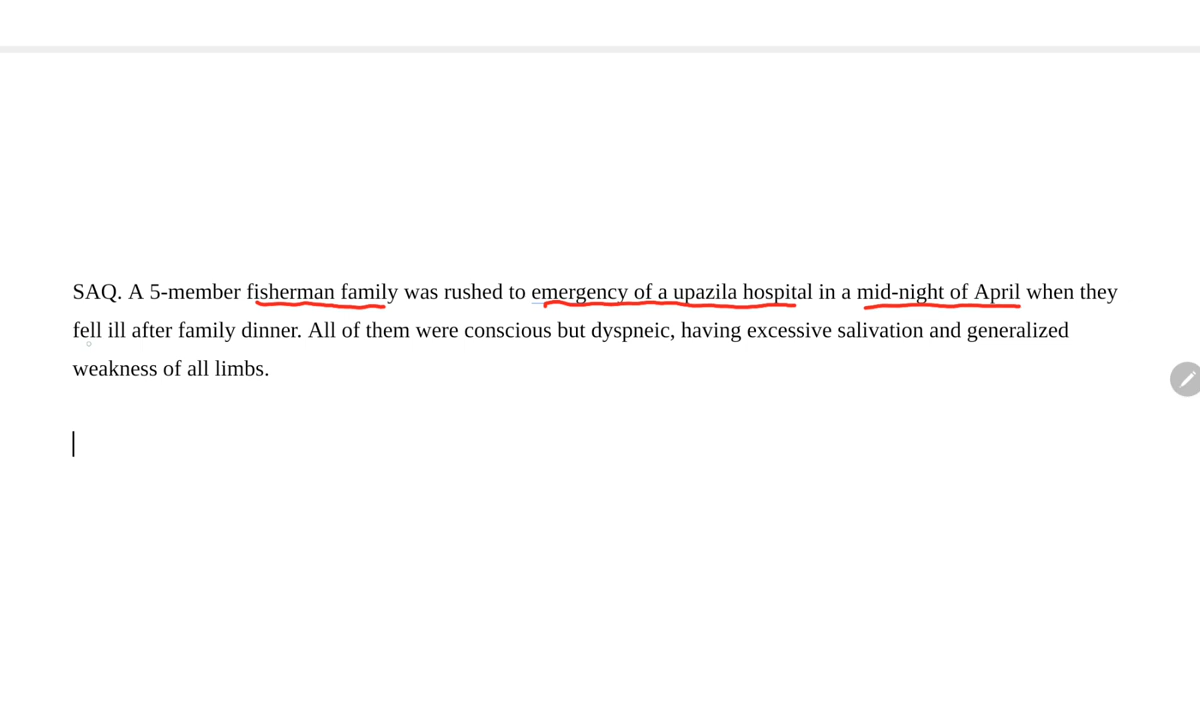 SAQ. A 5-member fisherman family was rushed to emergency of a upazila hospital in a mid-night of April when they
fell ill after family dinner. All of them were conscious but dyspneic, having excessive salivation and generalized
weakness of all limbs.